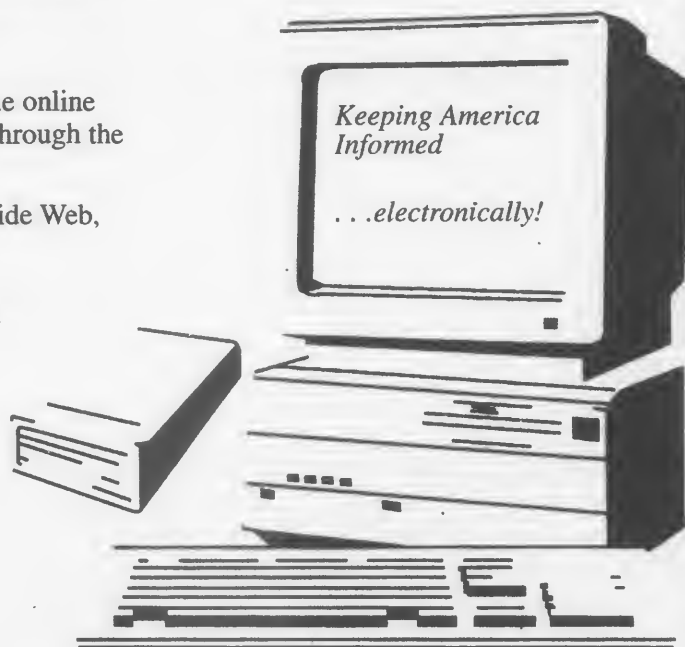 e online
hrough the
ide Web,
Keeping America
Informed
. . .electronically!